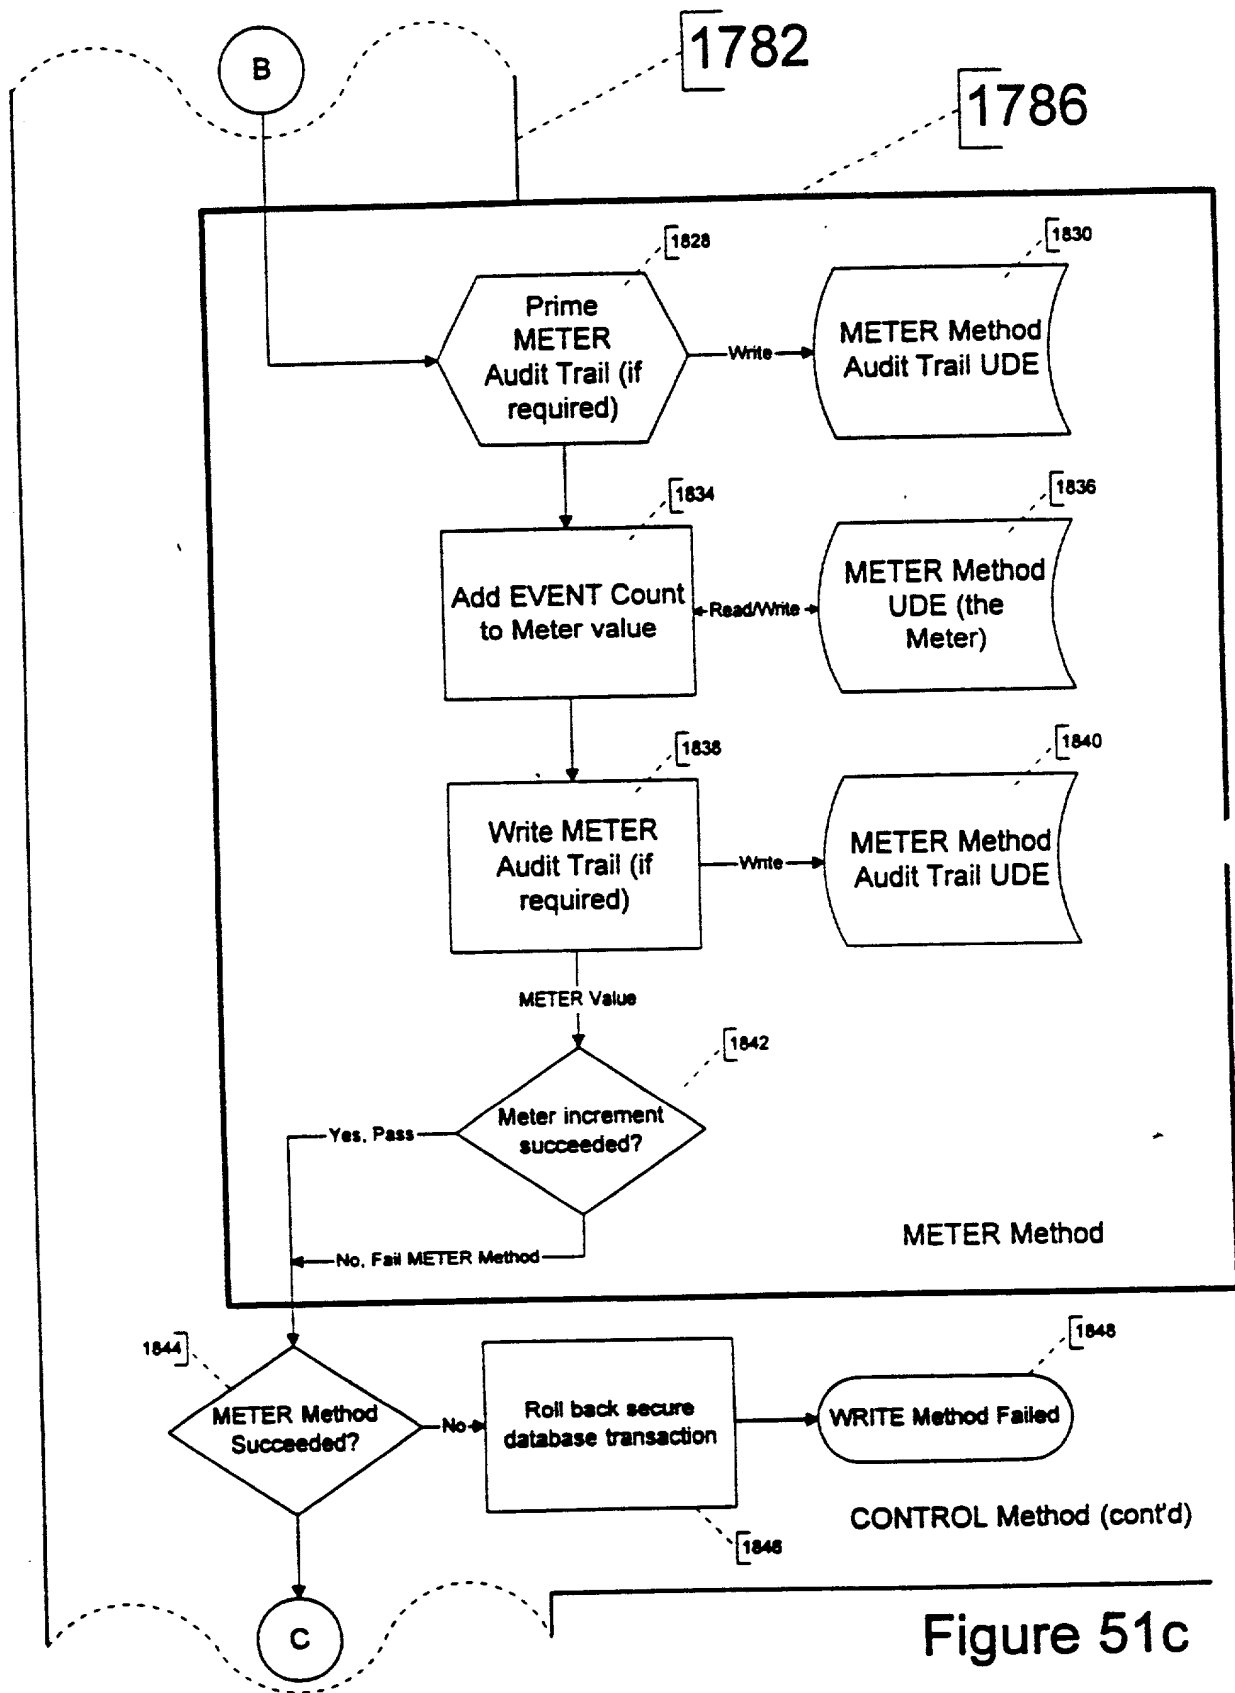 B
1782
1786
1828
Prime
METER
Audit Trail (if
required)
Write
1830
METER Method
Audit Trail UDE
1834
Add EVENT Count
to Meter value
Read/Write
1836
METER Method
UDE (the
Meter)
1838
Write METER
Audit Trail (if
required)
Write
1840
METER Method
Audit Trail UDE
METER Value
1842
Meter increment
succeeded?
Yes, Pass
No, Fail METER Method
METER Method
1844
METER Method
Succeeded?
No
Roll back secure
database transaction
1846
1848
WRITE Method Failed
CONTROL Method (cont'd)
C
Figure 51c